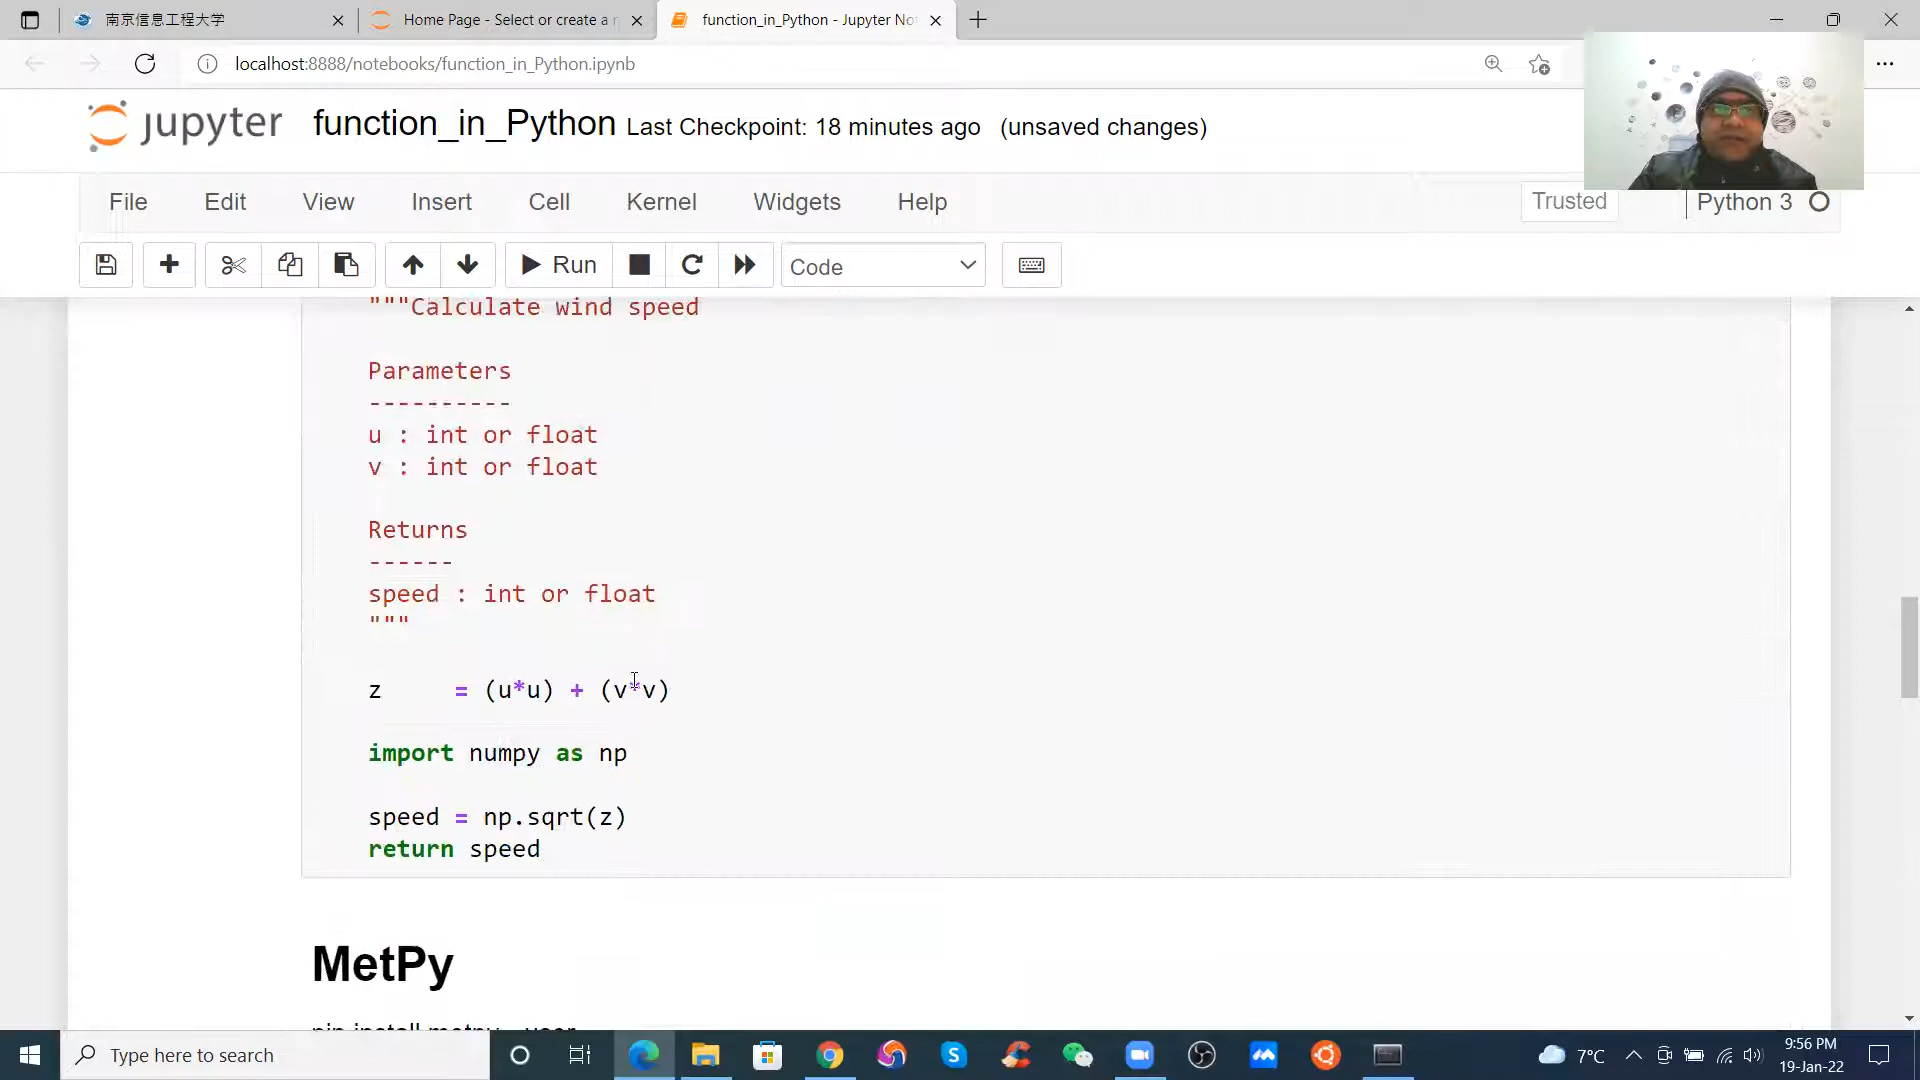 南京信息工程大学
Home Page - Select or create a n
function_in_Python - Jupyter No
localhost:8888/notebooks/function_in_Python.ipynb
jupyter
function_in_Python Last Checkpoint: 18 minutes ago (unsaved changes)
File Edit View Insert Cell Kernel Widgets Help
Trusted
Python 3
Run
Code
"""Calculate wind speed
Parameters
----------
u : int or float
v : int or float
Returns
------
speed : int or float
"""
z     = (u*u) + (v*v)
import numpy as np
speed = np.sqrt(z)
return speed
MetPy
pip install metpy --user
Type here to search
7°C
9:56 PM
19-Jan-22